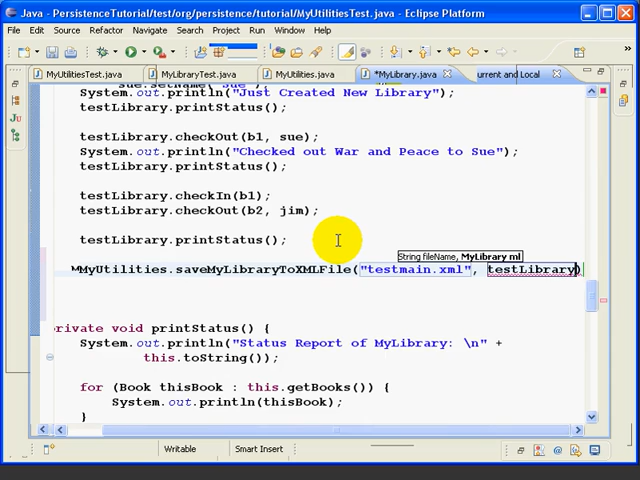 Java - PersistenceTutorial/test/org/persistence/tutorial/MyUtilitiesTest.java - Eclipse Platform
File Edit Source Refactor Navigate Search Project Run Window Help
MyUtilitiesTest.java MyLibraryTest.java MyUtilities.java *MyLibrary.java urrent and Local
sue.setName("Sue");
System.out.println("Just Created New Library");
testLibrary.printStatus();
testLibrary.checkOut(b1, sue);
System.out.println("Checked out War and Peace to Sue");
testLibrary.printStatus();
testLibrary.checkIn(b1);
testLibrary.checkOut(b2, jim);
testLibrary.printStatus();
String fileName, MyLibrary ml
MyUtilities.saveMyLibraryToXMLFile("testmain.xml", testLibrary)
rivate void printStatus() {
System.out.println("Status Report of MyLibrary: \n" +
this.toString());
for (Book thisBook : this.getBooks()) {
System.out.println(thisBook);
}
Writable Smart Insert